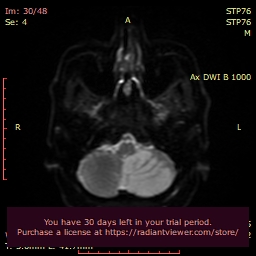 Im: 30/48
Se: 4
A
STP76
STP76
M
Ax DWI B 1000
R
L
You have 30 days left in your trial period.
Purchase a license at https://radiantviewer.com/store/